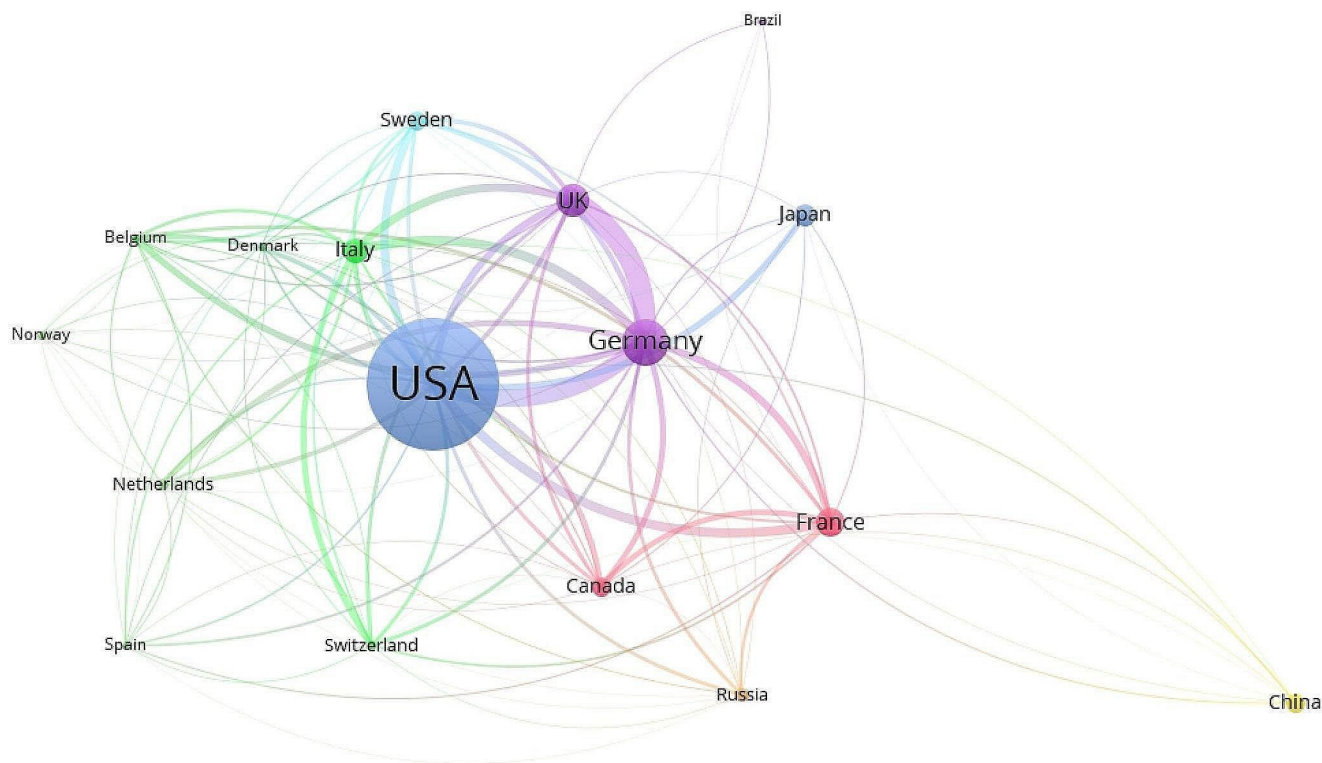 Brazil
Sweden
UK
Japan
Belgium
Denmark
Italy
Norway
Germany
USA
Netherlands
France
Canada
Spain
Switzerland
Russia
China